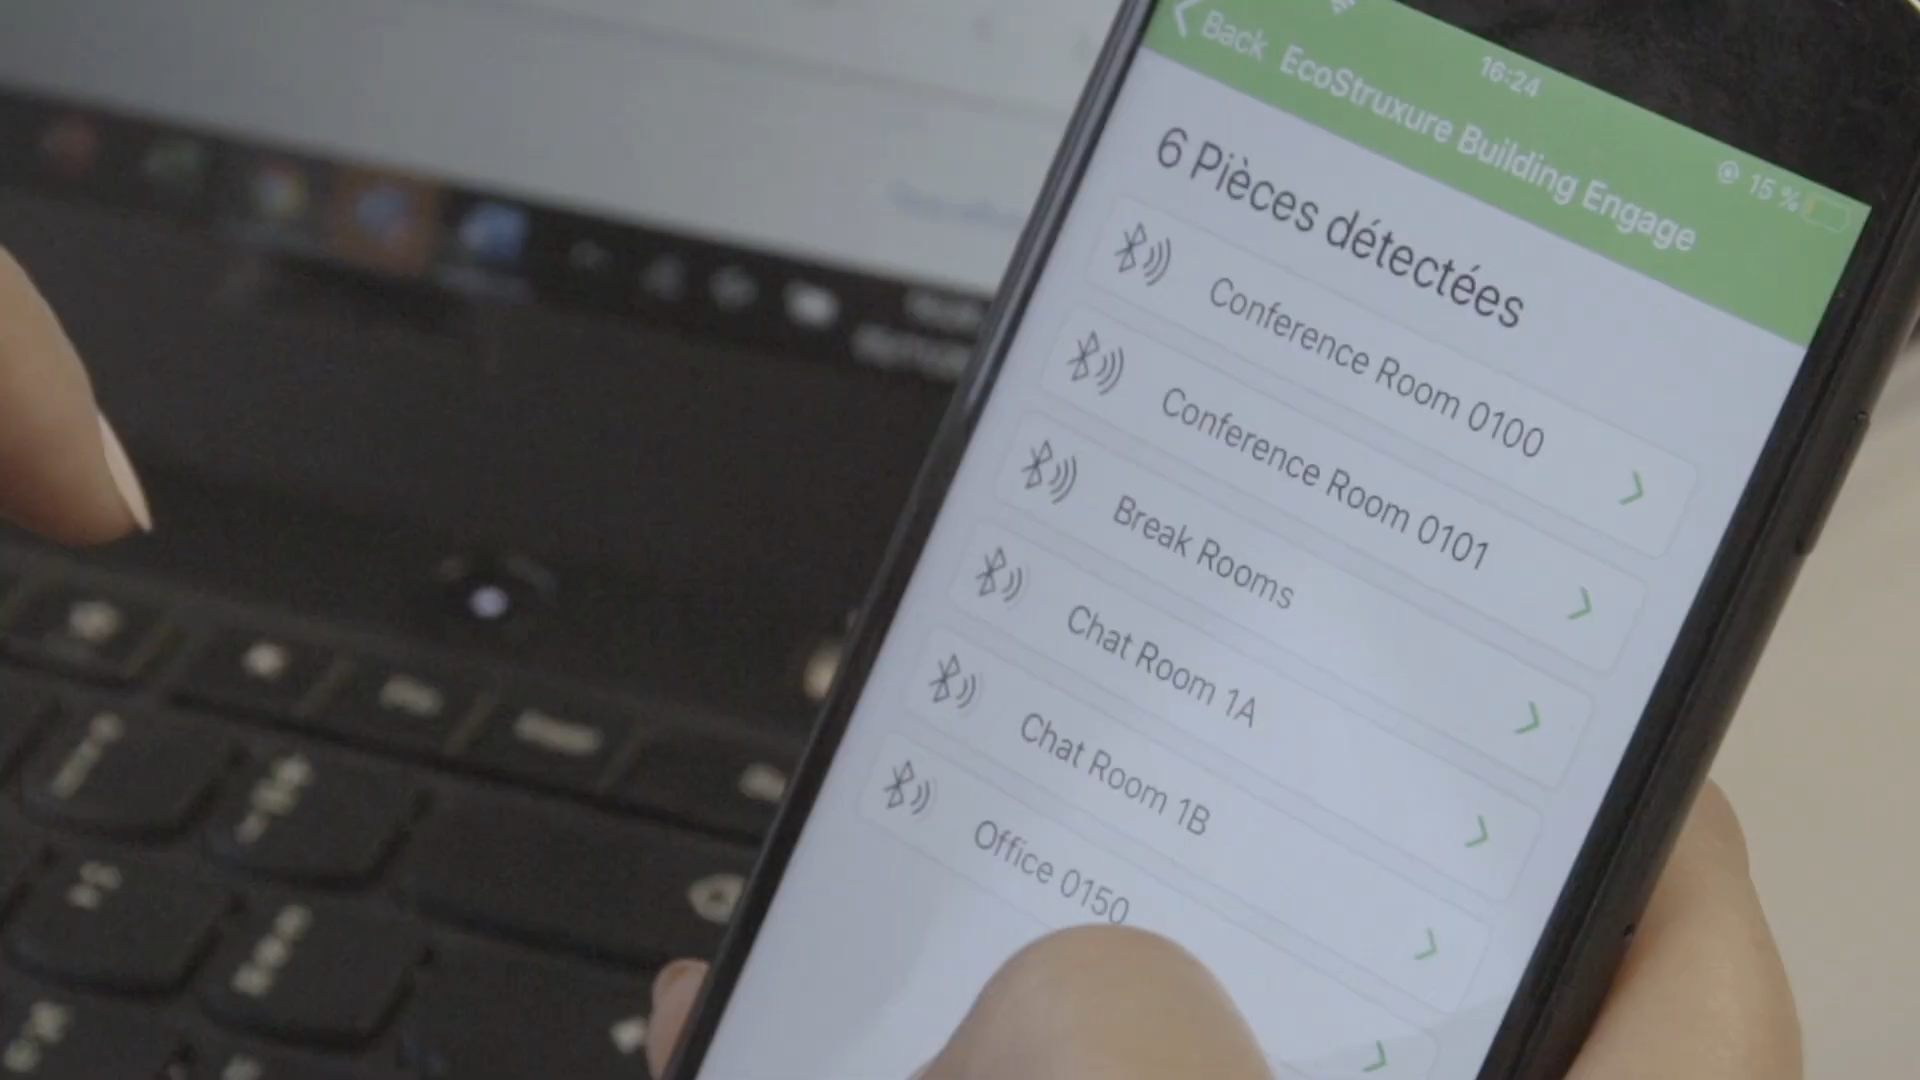 16:24
15 %
Back EcoStruxure Building Engage
6 Pièces détectées
Conference Room 0100
Conference Room 0101
Break Rooms
Chat Room 1A
Chat Room 1B
Office 0150